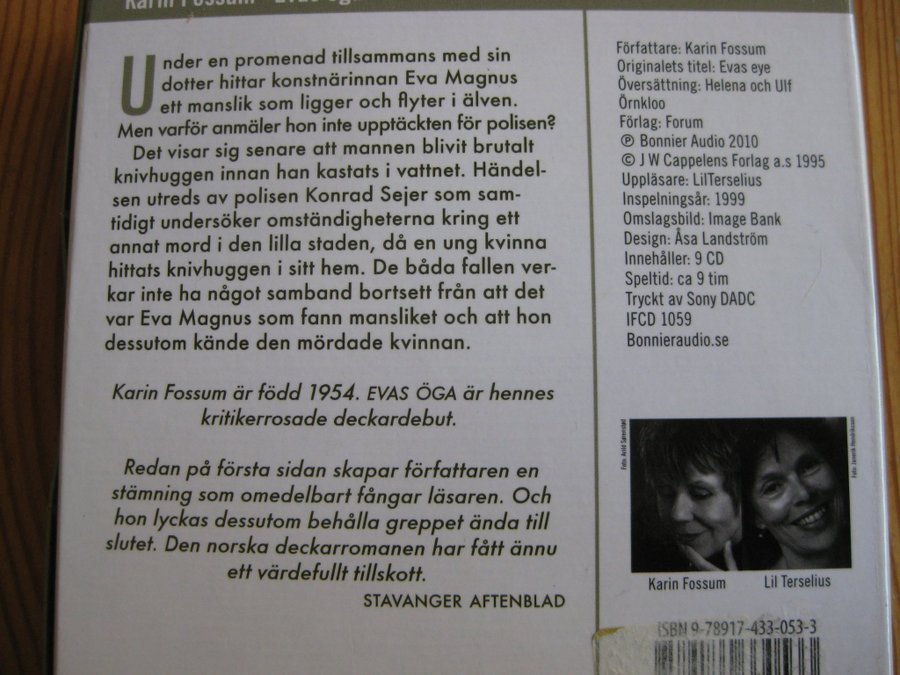 Karin Fossum
Under en promenad tillsammans med sin
dotter hittar konstnärinnan Eva Magnus
ett manslik som ligger och flyter i älven.
Men varför anmäler hon inte upptäckten för polisen?
Det visar sig senare att mannen blivit brutalt
knivhuggen innan han kastats i vattnet. Händel-
sen utreds av polisen Konrad Sejer som sam-
tidigt undersöker omständigheterna kring ett
annat mord i den lilla staden, då en ung kvinna
hittats knivhuggen i sitt hem. De båda fallen ver-
kar inte ha något samband bortsett från att det
var Eva Magnus som fann mansliket och att hon
dessutom kände den mördade kvinnan.
Karin Fossum är född 1954. EVAS ÖGA är hennes
kritikerrosade deckardebut.
Redan på första sidan skapar författaren en
stämning som omedelbart fångar läsaren. Och
hon lyckas dessutom behålla greppet ända till
slutet. Den norska deckarromanen har fått ännu
ett värdefullt tillskott.
STAVANGER AFTENBLAD
Författare: Karin Fossum
Originalets titel: Evas eye
Översättning: Helena och Ulf
Örnkloo
Förlag: Forum
℗ Bonnier Audio 2010
© J W Cappelens Forlag a.s 1995
Uppläsare: LilTerselius
Inspelningsår: 1999
Omslagsbild: Image Bank
Design: Åsa Landström
Innehåller: 9 CD
Speltid: ca 9 tim
Tryckt av Sony DADC
IFCD 1059
Bonnieraudio.se
Karin Fossum
Lil Terselius
ISBN 9-78917-433-053-3